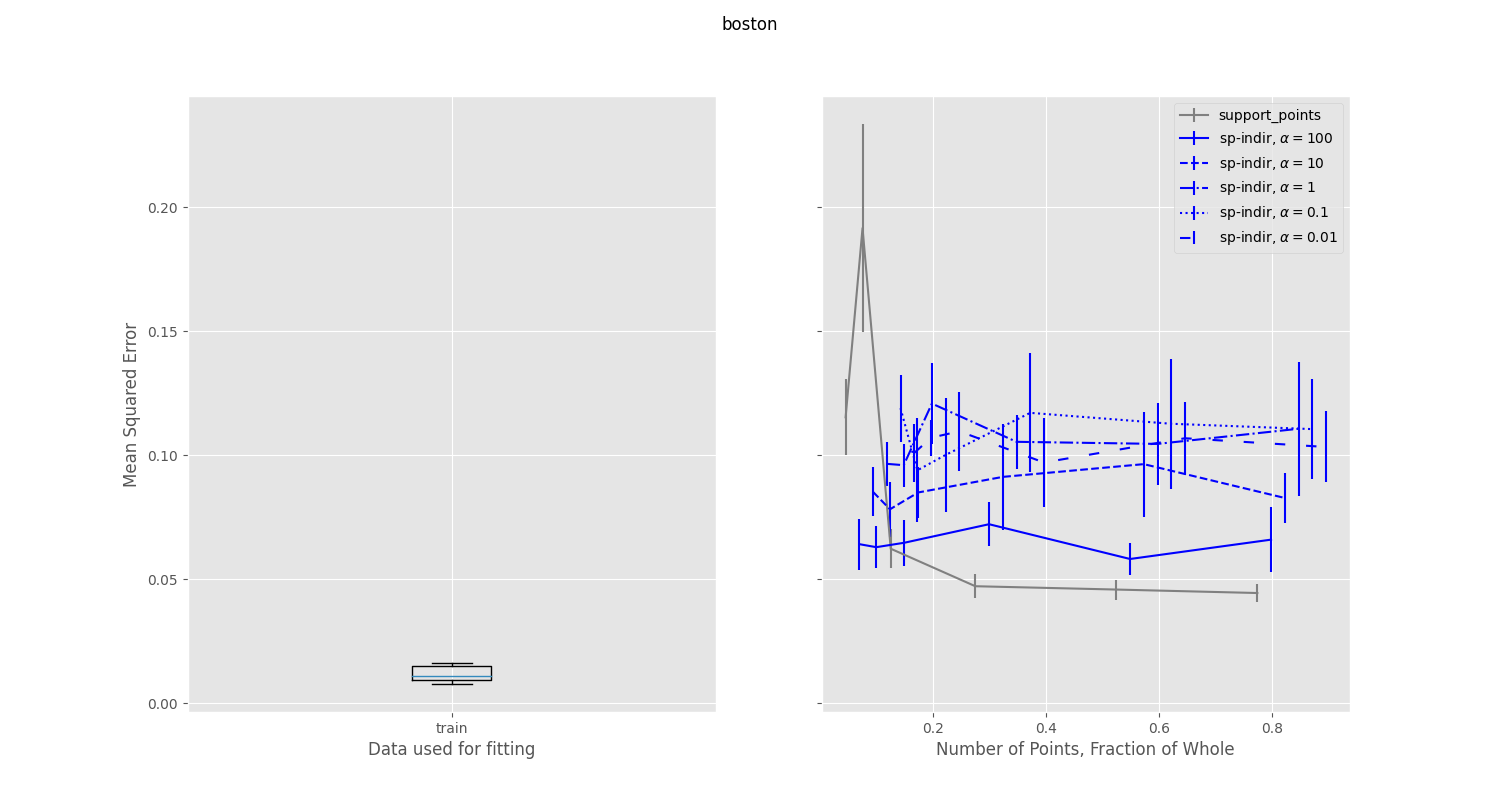 boston
Mean Squared Error
0.20
0.15
0.10
0.05
0.00
train
Data used for fitting
support_points
sp-indir, α = 100
sp-indir, α = 10
sp-indir, α = 1
sp-indir, α = 0.1
sp-indir, α = 0.01
0.2 0.4 0.6 0.8
Number of Points, Fraction of Whole